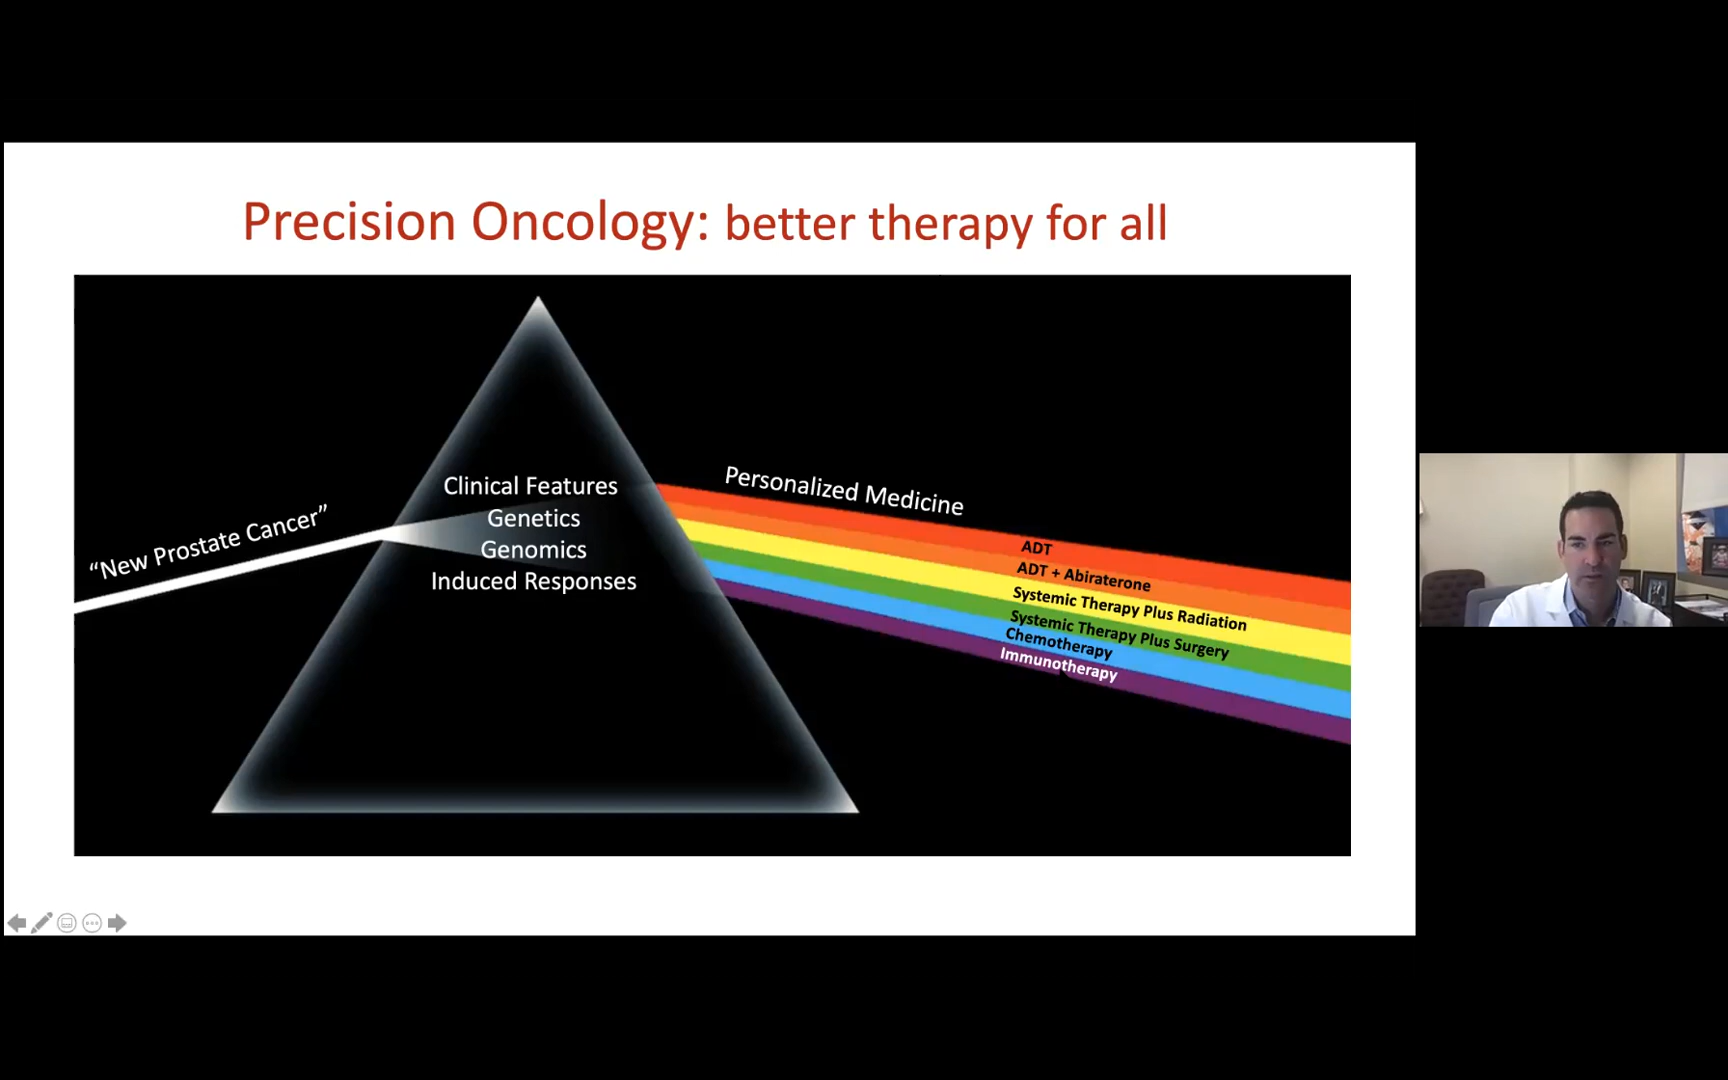 Precision Oncology: better therapy for all
"New Prostate Cancer"
Clinical Features
Genetics
Genomics
Induced Responses
Personalized Medicine
ADT
ADT + Abiraterone
Systemic Therapy Plus Radiation
Systemic Therapy Plus Surgery
Chemotherapy
Immunotherapy